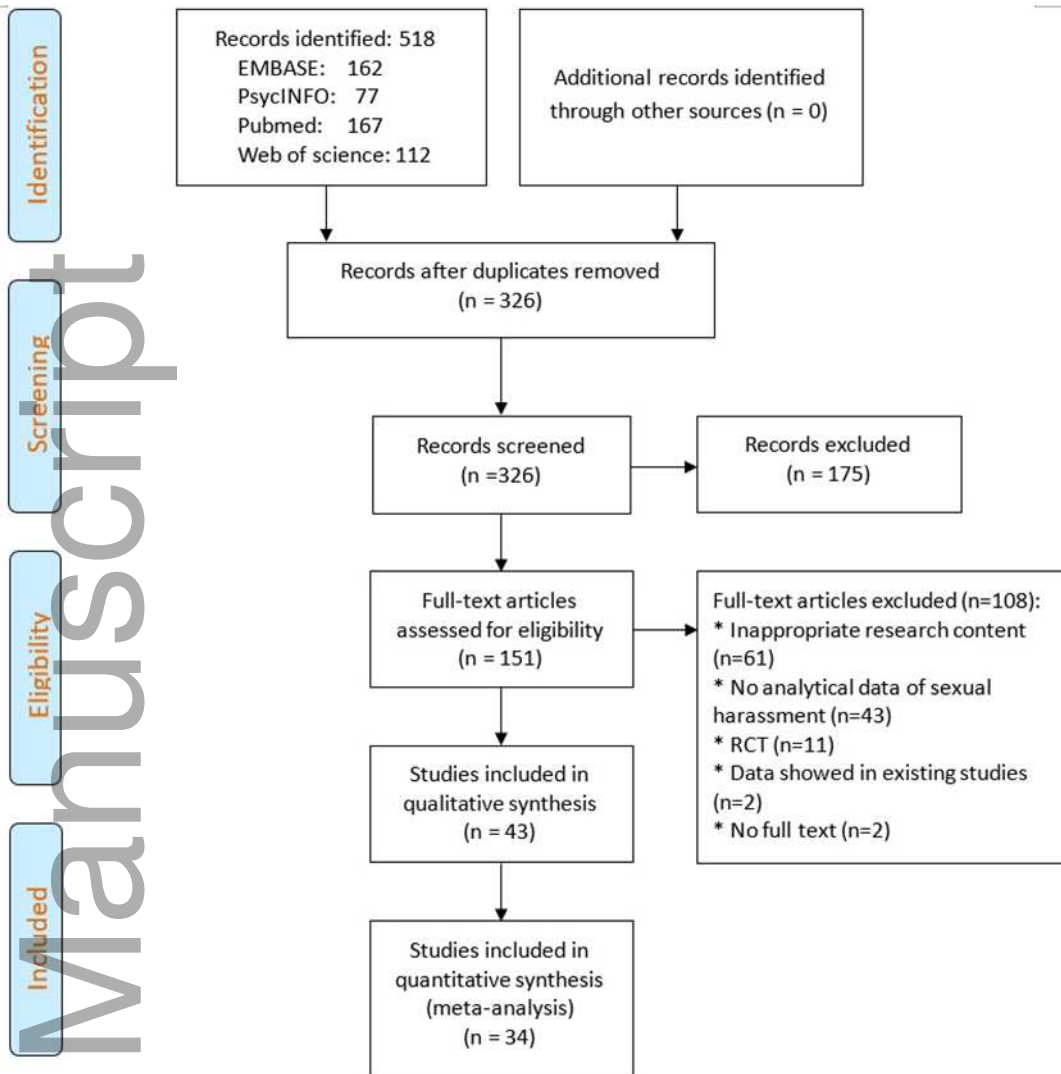 Identification
Records identified: 518
EMBASE: 162
PsycINFO: 77
Pubmed: 167
Web of science: 112
Additional records identified
through other sources (n = 0)
Records after duplicates removed
(n = 326)
Screening
Records screened
(n =326)
Records excluded
(n = 175)
Eligibility
Full-text articles
assessed for eligibility
(n = 151)
Full-text articles excluded (n=108):
* Inappropriate research content
(n=61)
* No analytical data of sexual
harassment (n=43)
* RCT (n=11)
* Data showed in existing studies
(n=2)
* No full text (n=2)
Studies included in
qualitative synthesis
(n = 43)
Included
Studies included in
quantitative synthesis
(meta-analysis)
(n = 34)
Manuscript